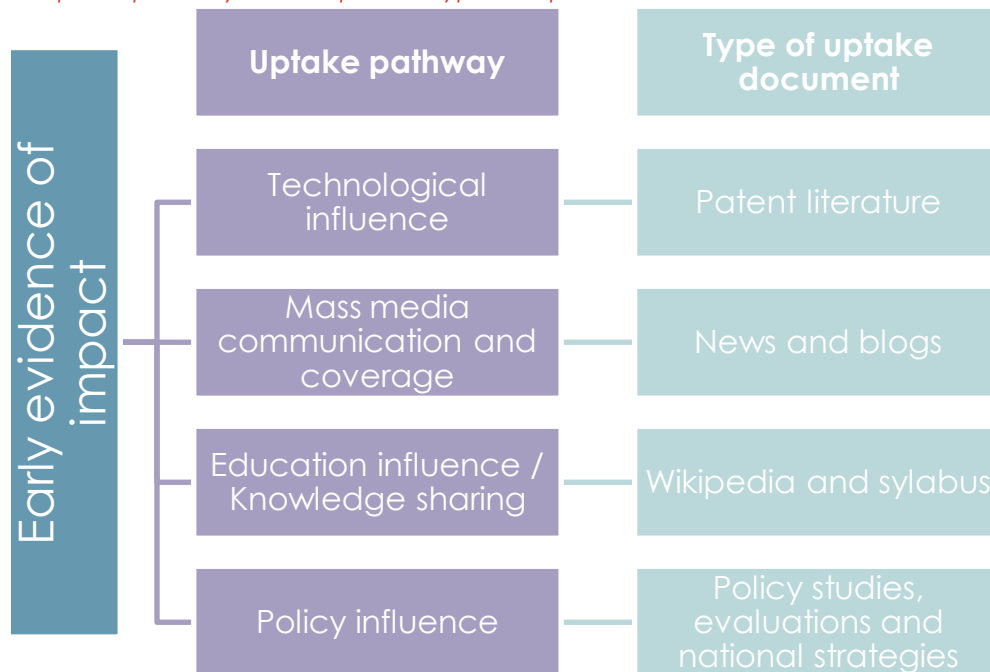 Uptake pathway
Type of uptake
document
Early evidence of
impact
Technological
influence
Patent literature
Mass media
communication and
coverage
News and blogs
Education influence /
Knowledge sharing
Wikipedia and sylabus
Policy influence
Policy studies,
evaluations and
national strategies